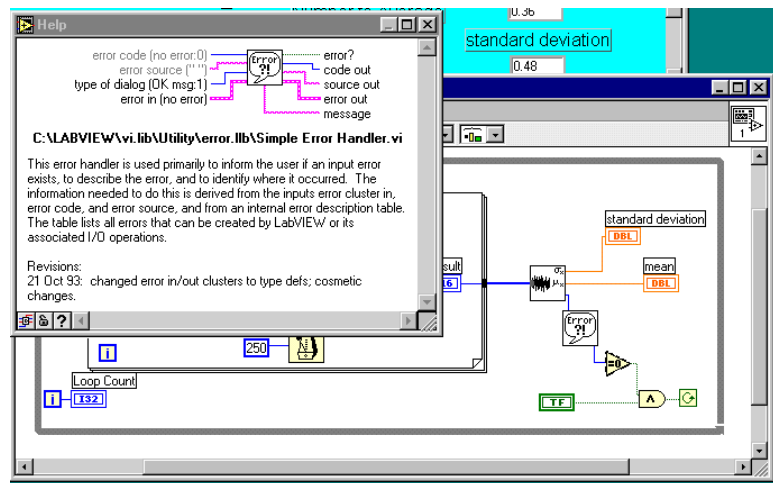 Help
Number to average
0.36
standard deviation
0.48
error code (no error:0)
error source (" ")
type of dialog (OK msg:1)
error in (no error)
Error
?!
error?
code out
source out
error out
message
C:\LABVIEW\vi.lib\Utility\error.llb\Simple Error Handler.vi
This error handler is used primarily to inform the user if an input error
exists, to describe the error, and to identify where it occurred.  The
information needed to do this is derived from the inputs error cluster in,
error code, and error source, and from an internal error description table.
The table lists all errors that can be created by LabVIEW or its
associated I/O operations.
Revisions:
21 Oct 93:  changed error in/out clusters to type defs; cosmetic
changes.
?
1
standard deviation
DBL
sult
16
σx
μx
mean
DBL
Error
?!
250
i
=0
Loop Count
i
I32
TF
∧